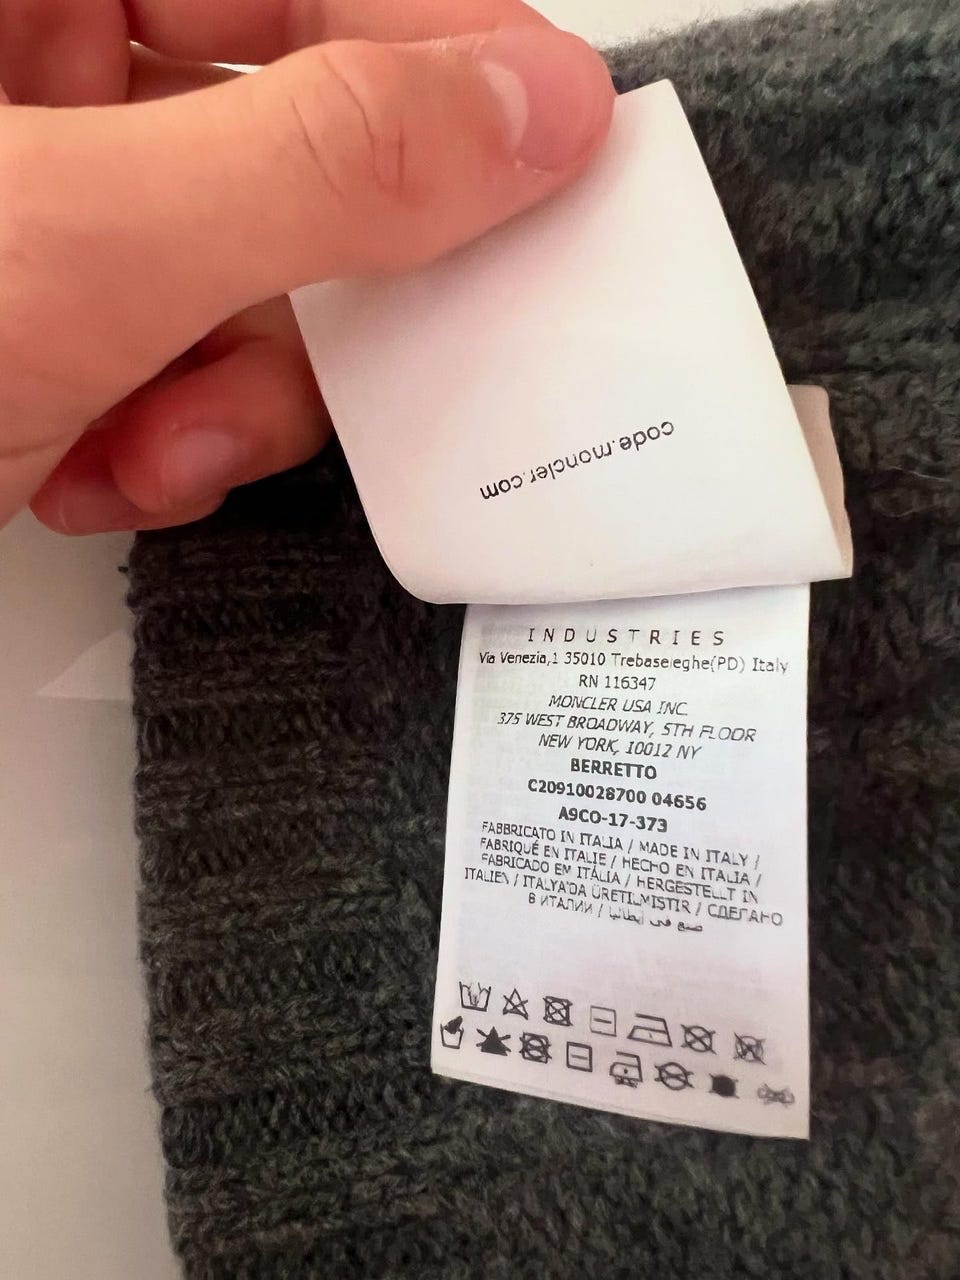 code.moncler.com
INDUSTRIES
Via Venezia,1 35010 Trebaseleghe(PD) Italy
RN 116347
MONCLER USA INC.
375 WEST BROADWAY, 5TH FLOOR
NEW YORK, 10012 NY
BERRETTO
C20910028700 04656
A9CO-17-373
FABBRICATO IN ITALIA / MADE IN ITALY /
FABRIQUÉ EN ITALIE / HECHO EN ITALIA /
FABRICADO EM ITÁLIA / HERGESTELLT IN
ITALIEN / ITALYA'DA ÜRETILMISTIR / СДЕЛАНО
В ИТАЛИИ / صنع في إيطاليا